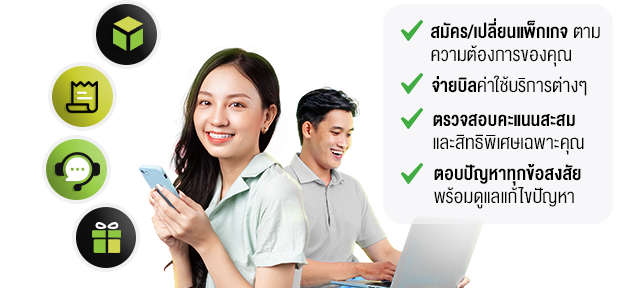 สมัคร/เปลี่ยนแพ็กเกจ ตาม
ความต้องการของคุณ
จ่ายบิลค่าใช้บริการต่างๆ
ตรวจสอบคะแนนสะสม
และสิทธิพิเศษเฉพาะคุณ
ตอบปัญหาทุกข้อสงสัย
พร้อมดูแลแก้ไขปัญหา